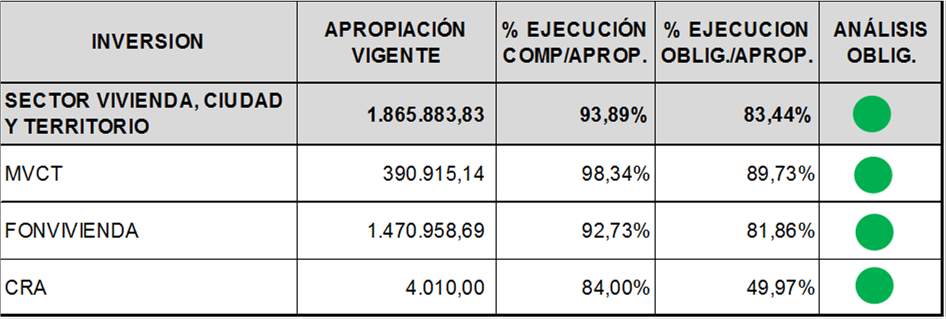 INVERSION APROPIACIÓN VIGENTE % EJECUCIÓN COMP/APROP. % EJECUCION OBLIG./APROP. ANÁLISIS OBLIG.
SECTOR VIVIENDA, CIUDAD Y TERRITORIO 1.865.883,83 93,89% 83,44%
MVCT 390.915,14 98,34% 89,73%
FONVIVIENDA 1.470.958,69 92,73% 81,86%
CRA 4.010,00 84,00% 49,97%